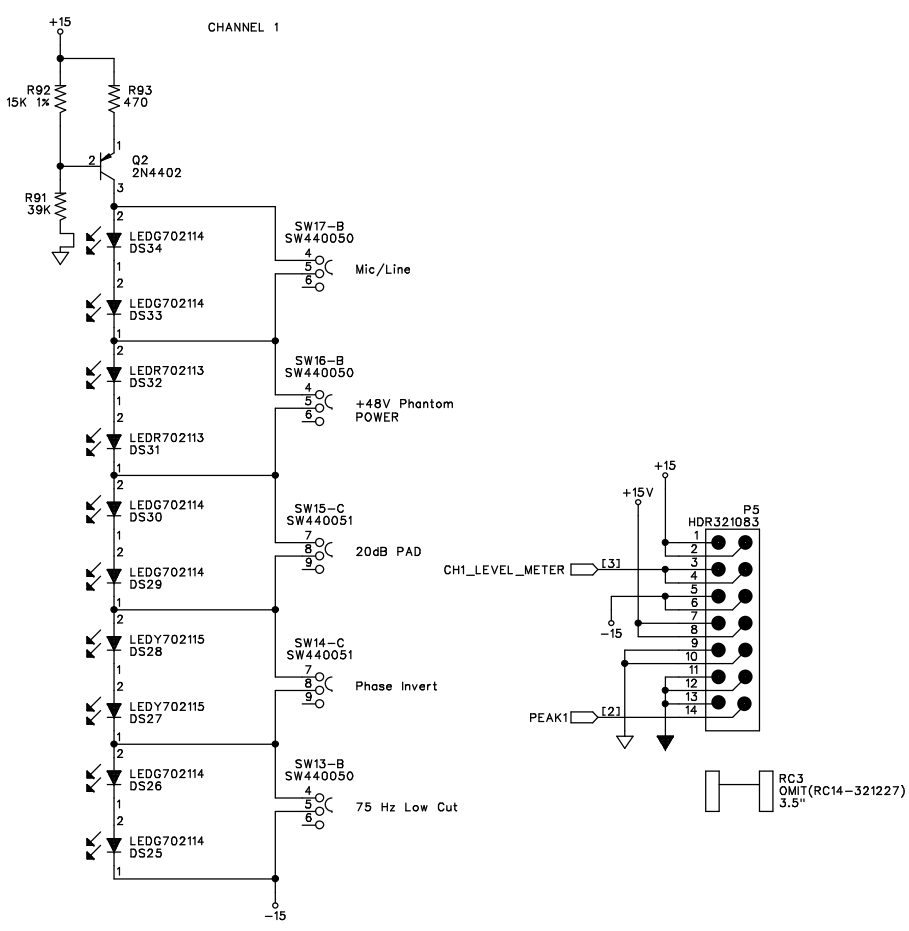 CHANNEL 1
+15
R92
15K 1%
R93
470
1
2
Q2
2N4402
3
R91
39K
2
LEDG702114
DS34
1
2
LEDG702114
DS33
1
SW17-B
SW440050
4
5
6
Mic/Line
2
LEDR702113
DS32
1
2
LEDR702113
DS31
1
SW16-B
SW440050
4
5
6
+48V Phantom
POWER
2
LEDG702114
DS30
1
2
LEDG702114
DS29
1
SW15-C
SW440051
7
8
9
20dB PAD
2
LEDY702115
DS28
1
2
LEDY702115
DS27
1
SW14-C
SW440051
7
8
9
Phase Invert
2
LEDG702114
DS26
1
2
LEDG702114
DS25
1
SW13-B
SW440050
4
5
6
75 Hz Low Cut
-15
+15
+15V
P5
HDR321083
1
2
3
4
5
6
7
8
9
10
11
12
13
14
CH1_LEVEL_METER
[3]
-15
PEAK1
[2]
RC3
OMIT(RC14-321227)
3.5"